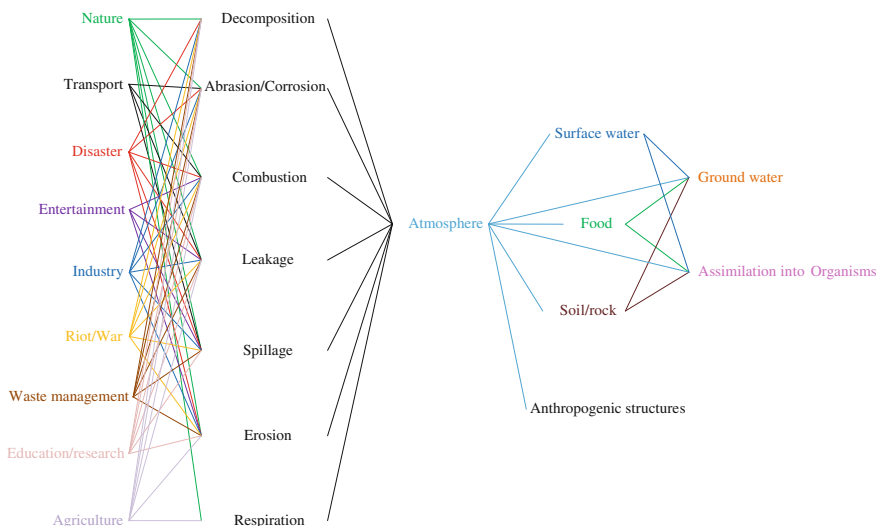 Nature
Transport
Disaster
Entertainment
Industry
Riot/War
Waste management
Education/research
Agriculture
Decomposition
Abrasion/Corrosion
Combustion
Leakage
Spillage
Erosion
Respiration
Atmosphere
Surface water
Food
Soil/rock
Anthropogenic structures
Ground water
Assimilation into Organisms